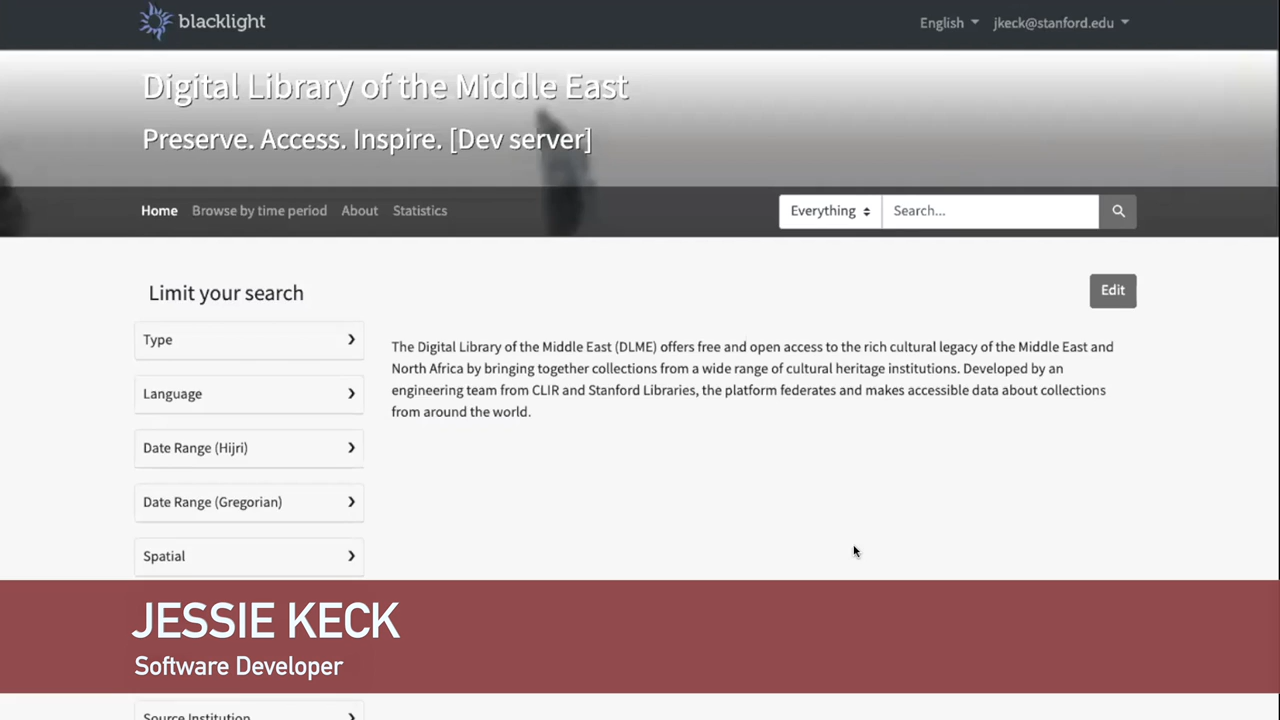 blacklight
English
jkeck@stanford.edu
Digital Library of the Middle East
Preserve. Access. Inspire. [Dev server]
Home Browse by time period About Statistics
Everything Search...
Limit your search
Edit
Type
Language
Date Range (Hijri)
Date Range (Gregorian)
Spatial
The Digital Library of the Middle East (DLME) offers free and open access to the rich cultural legacy of the Middle East and
North Africa by bringing together collections from a wide range of cultural heritage institutions. Developed by an
engineering team from CLIR and Stanford Libraries, the platform federates and makes accessible data about collections
from around the world.
JESSIE KECK
Software Developer
Source Institution